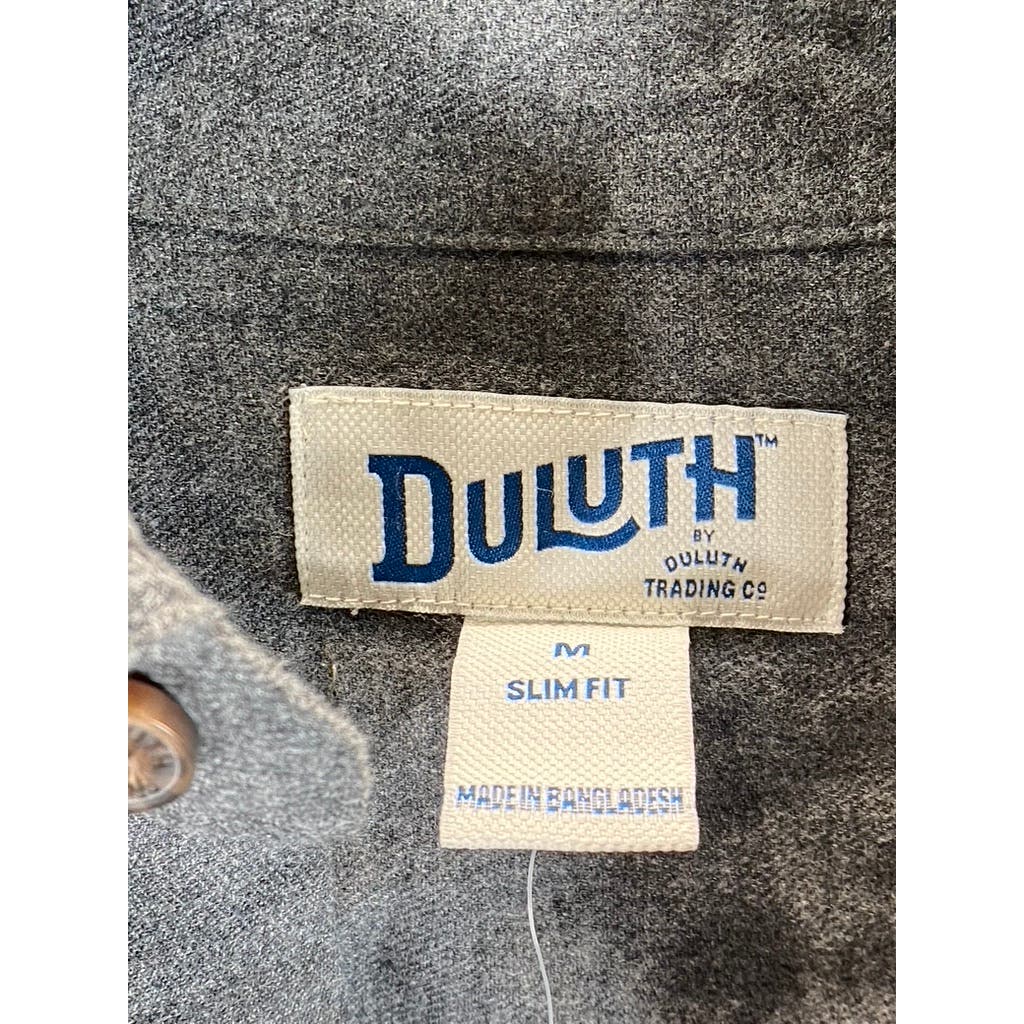 DULUTH™
BY
DULUTH
TRADING Cº
M
SLIM FIT
MADE IN BANGLADESH